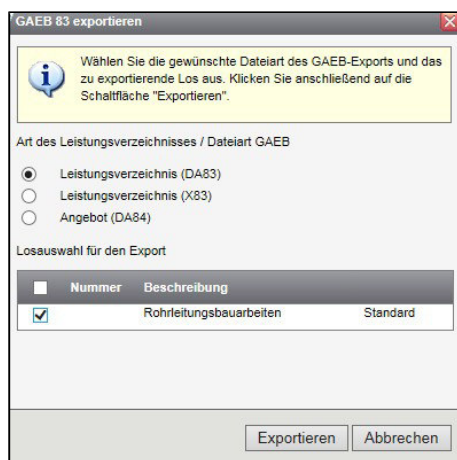 GAEB 83 exportieren
Wählen Sie die gewünschte Dateiart des GAEB-Exports und das
zu exportierende Los aus. Klicken Sie anschließend auf die
Schaltfläche "Exportieren".
Art des Leistungsverzeichnisses / Dateiart GAEB
Leistungsverzeichnis (DA83)
Leistungsverzeichnis (X83)
Angebot (DA84)
Losauswahl für den Export
Nummer Beschreibung
Rohrleitungsbauarbeiten Standard
Exportieren Abbrechen